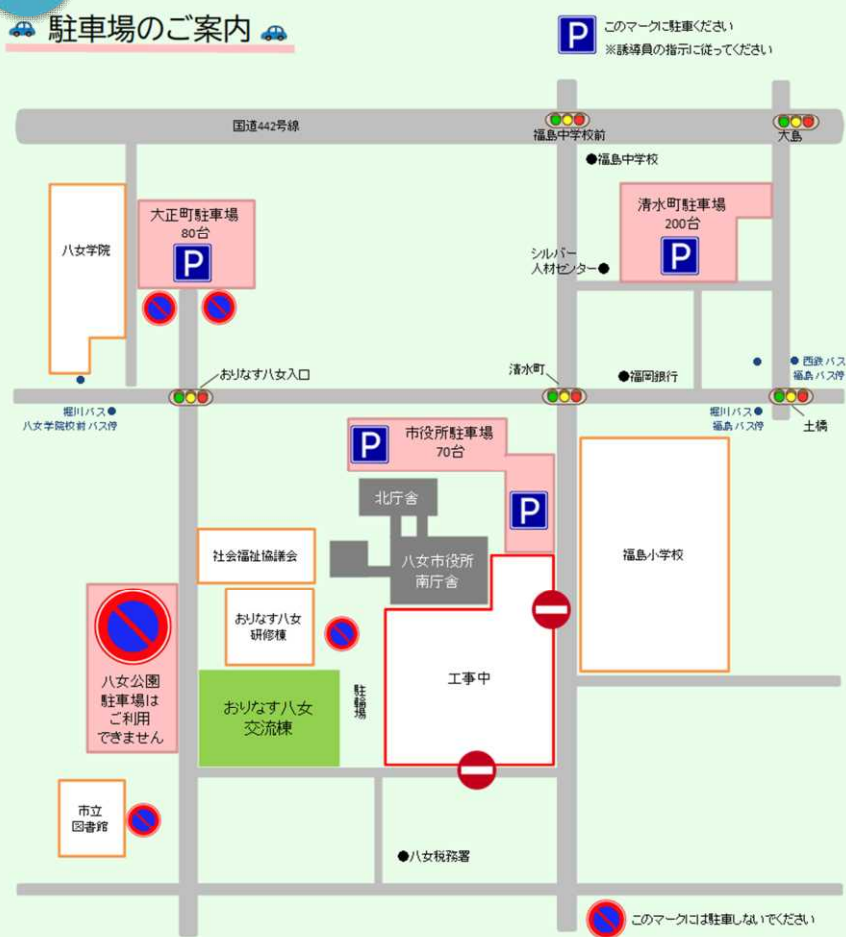 駐車場のご案内
P
このマークに駐車ください
※誘導員の指示に従ってください
国道442号線
福島中学校前
大島
●福島中学校
大正町駐車場
80台
P
清水町駐車場
200台
P
八女学院
シルバー
人材センター●
おりなす八女入口
清水町
●福岡銀行
● 西鉄バス
福島バス停
堀川バス●
八女学院校前バス停
堀川バス●
福島バス停
土橋
P
市役所駐車場
70台
P
北庁舎
八女市役所
南庁舎
社会福祉協議会
福島小学校
おりなす八女
研修棟
八女公園
駐車場は
ご利用
できません
おりなす八女
交流棟
駐輪場
工事中
市立
図書館
●八女税務署
このマークには駐車しないでください